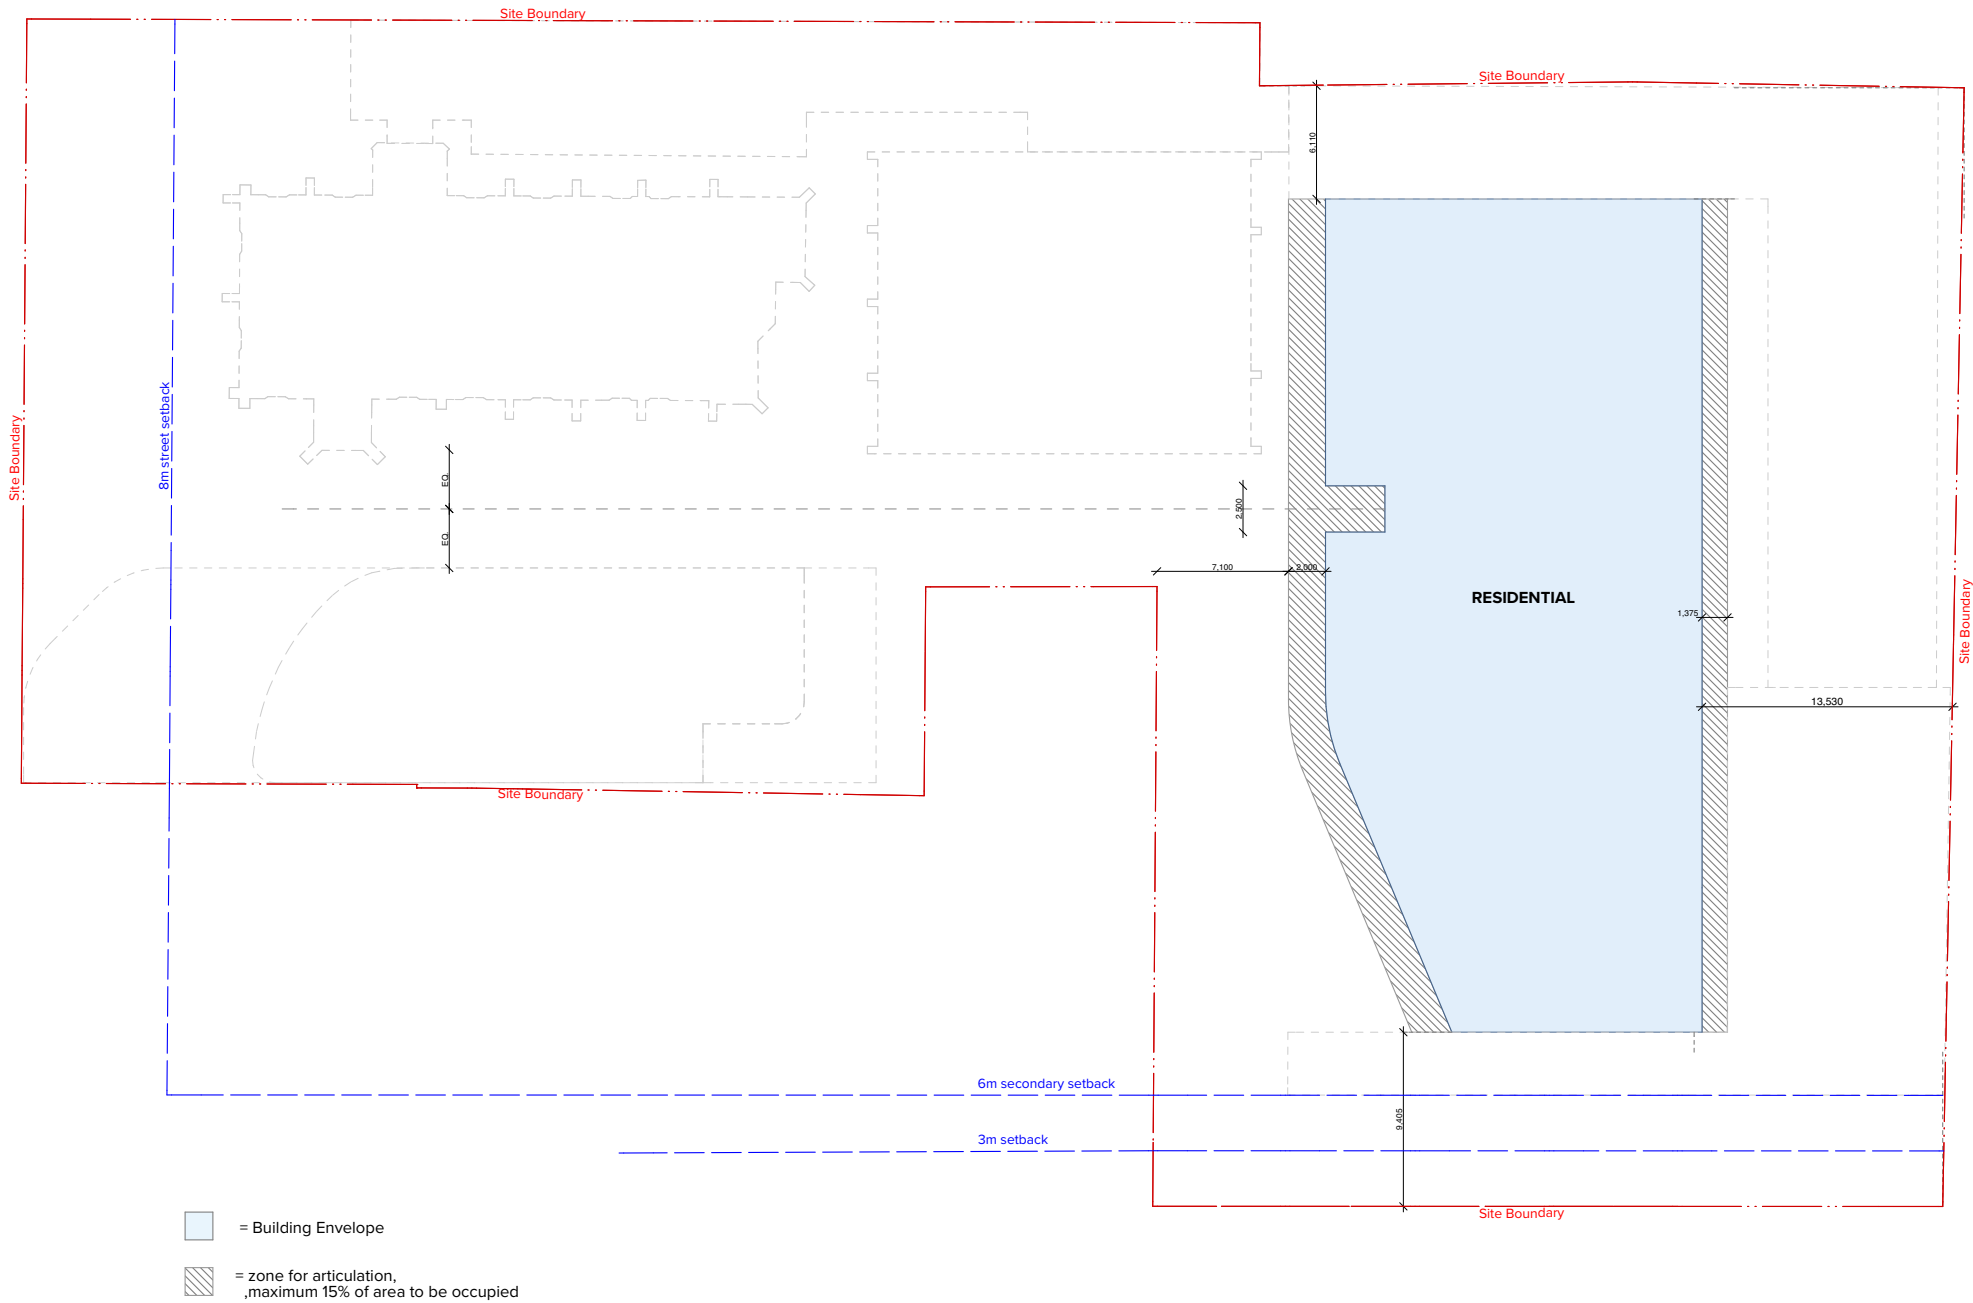 Site Boundary
Site Boundary
6,110
8m street setback
Site Boundary
EQ.
EQ.
2,500
7,100
2,000
RESIDENTIAL
1,375
Site Boundary
13,530
Site Boundary
6m secondary setback
9,405
3m setback
Site Boundary
= Building Envelope
= zone for articulation,
,maximum 15% of area to be occupied